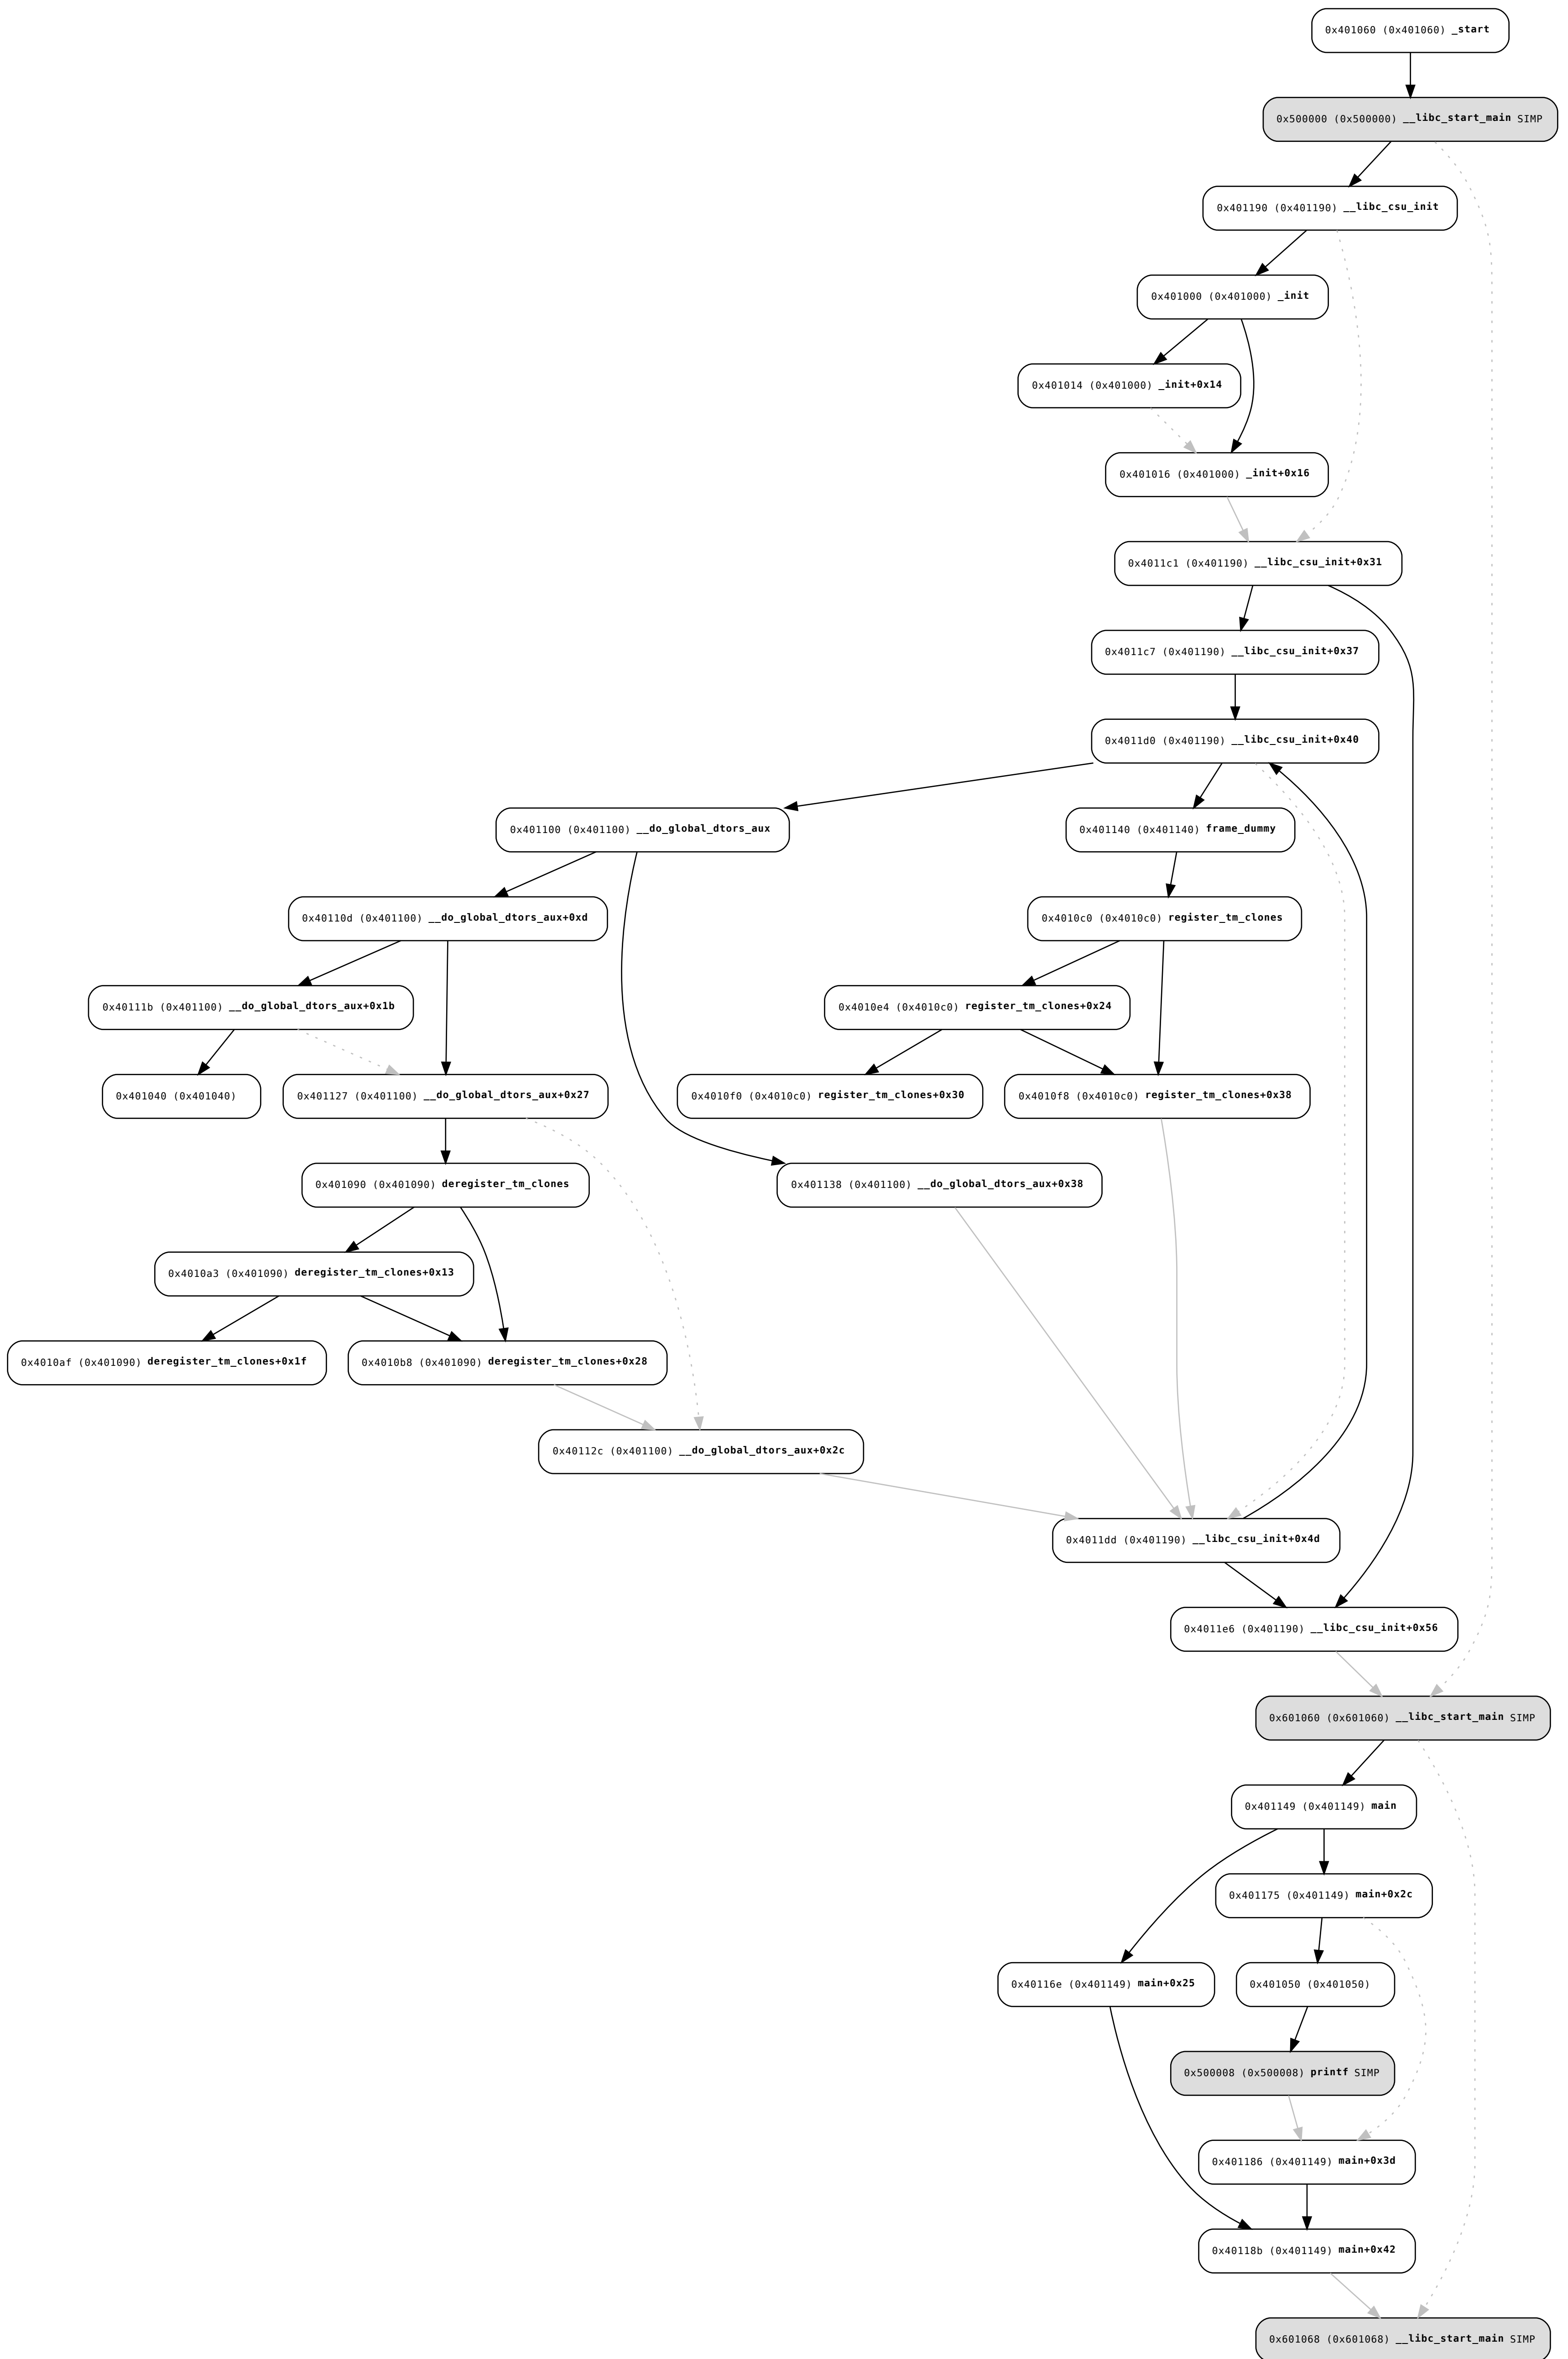 0x401060 (0x401060) _start
0x500000 (0x500000) __libc_start_main SIMP
0x401190 (0x401190) __libc_csu_init
0x401000 (0x401000) _init
0x401014 (0x401000) _init+0x14
0x401016 (0x401000) _init+0x16
0x4011c1 (0x401190) __libc_csu_init+0x31
0x4011c7 (0x401190) __libc_csu_init+0x37
0x4011d0 (0x401190) __libc_csu_init+0x40
0x401100 (0x401100) __do_global_dtors_aux
0x401140 (0x401140) frame_dummy
0x40110d (0x401100) __do_global_dtors_aux+0xd
0x4010c0 (0x4010c0) register_tm_clones
0x40111b (0x401100) __do_global_dtors_aux+0x1b
0x4010e4 (0x4010c0) register_tm_clones+0x24
0x401040 (0x401040)
0x401127 (0x401100) __do_global_dtors_aux+0x27
0x4010f0 (0x4010c0) register_tm_clones+0x30
0x4010f8 (0x4010c0) register_tm_clones+0x38
0x401090 (0x401090) deregister_tm_clones
0x401138 (0x401100) __do_global_dtors_aux+0x38
0x4010a3 (0x401090) deregister_tm_clones+0x13
0x4010af (0x401090) deregister_tm_clones+0x1f
0x4010b8 (0x401090) deregister_tm_clones+0x28
0x40112c (0x401100) __do_global_dtors_aux+0x2c
0x4011dd (0x401190) __libc_csu_init+0x4d
0x4011e6 (0x401190) __libc_csu_init+0x56
0x601060 (0x601060) __libc_start_main SIMP
0x401149 (0x401149) main
0x401175 (0x401149) main+0x2c
0x40116e (0x401149) main+0x25
0x401050 (0x401050)
0x500008 (0x500008) printf SIMP
0x401186 (0x401149) main+0x3d
0x40118b (0x401149) main+0x42
0x601068 (0x601068) __libc_start_main SIMP